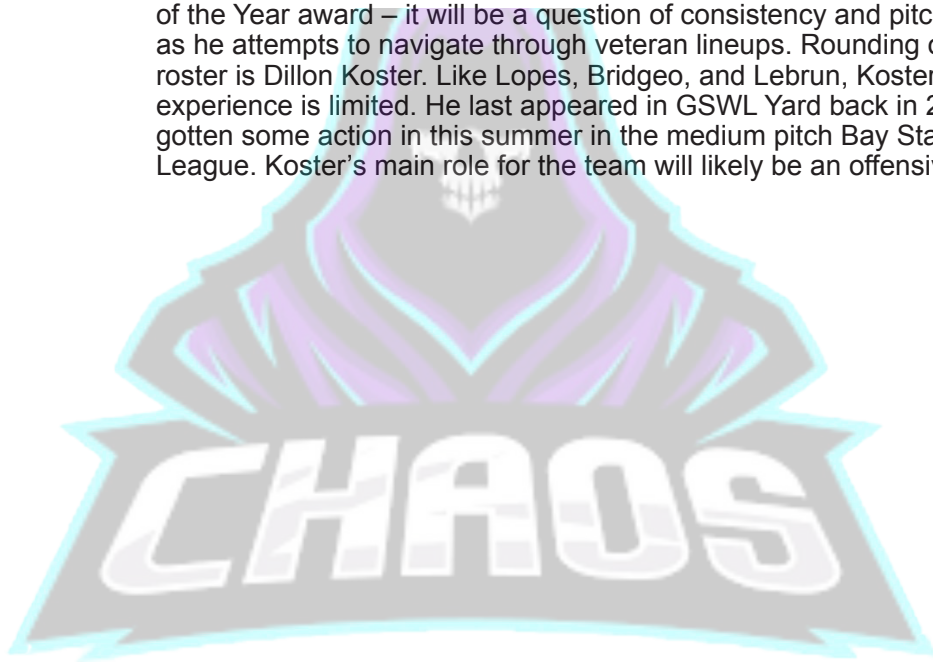 of the Year award – it will be a question of consistency and pitc
as he attempts to navigate through veteran lineups. Rounding
roster is Dillon Koster. Like Lopes, Bridgeo, and Lebrun, Koster
experience is limited. He last appeared in GSWL Yard back in 2
gotten some action in this summer in the medium pitch Bay Sta
League. Koster’s main role for the team will likely be an offensiv
CHAOS